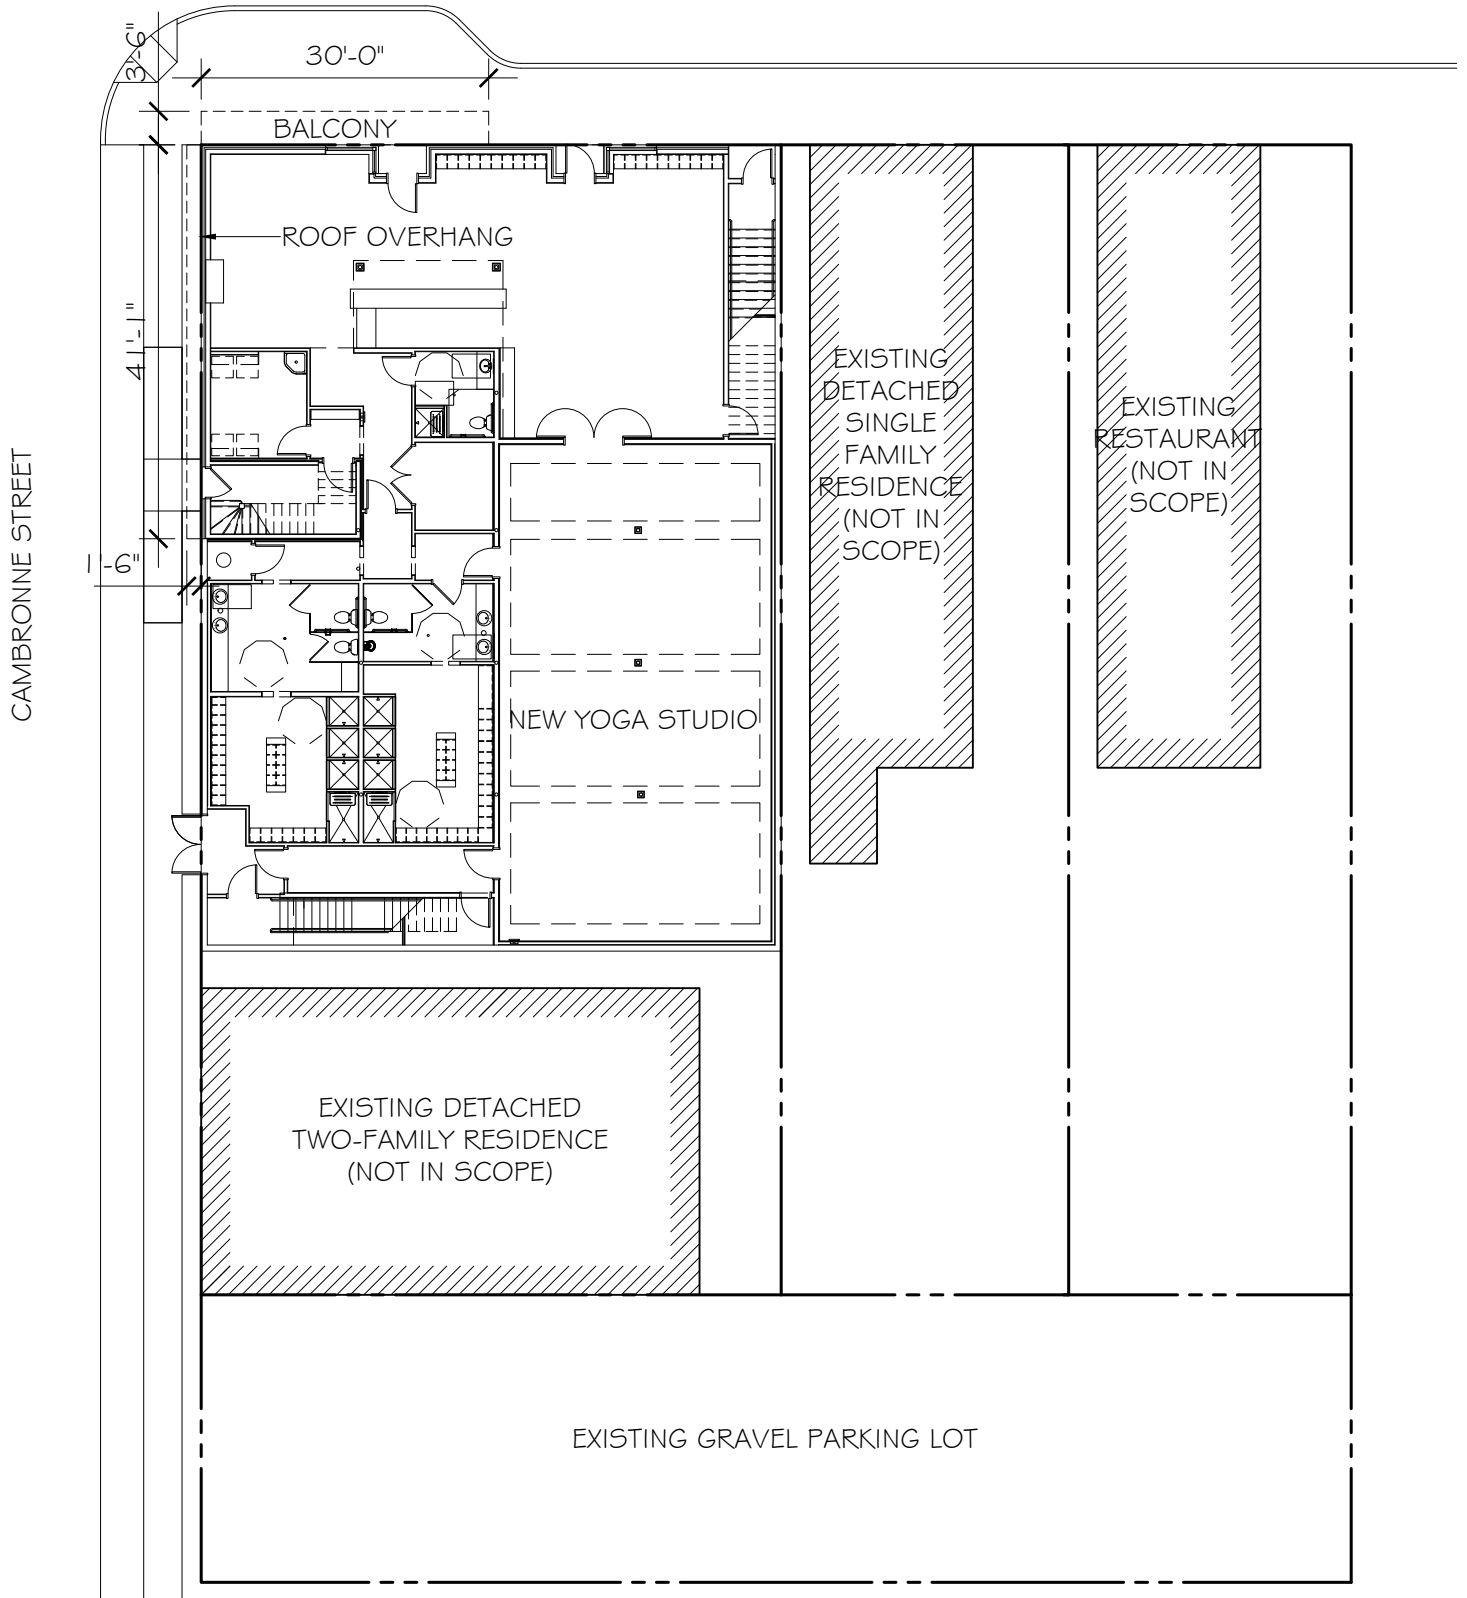 3'-6"
30'-0"
BALCONY
ROOF OVERHANG
41'-1"
EXISTING
DETACHED
SINGLE
FAMILY
RESIDENCE
(NOT IN
SCOPE)
EXISTING
RESTAURANT
(NOT IN
SCOPE)
CAMBRONNE STREET
1'-6"
NEW YOGA STUDIO
EXISTING DETACHED
TWO-FAMILY RESIDENCE
(NOT IN SCOPE)
EXISTING GRAVEL PARKING LOT